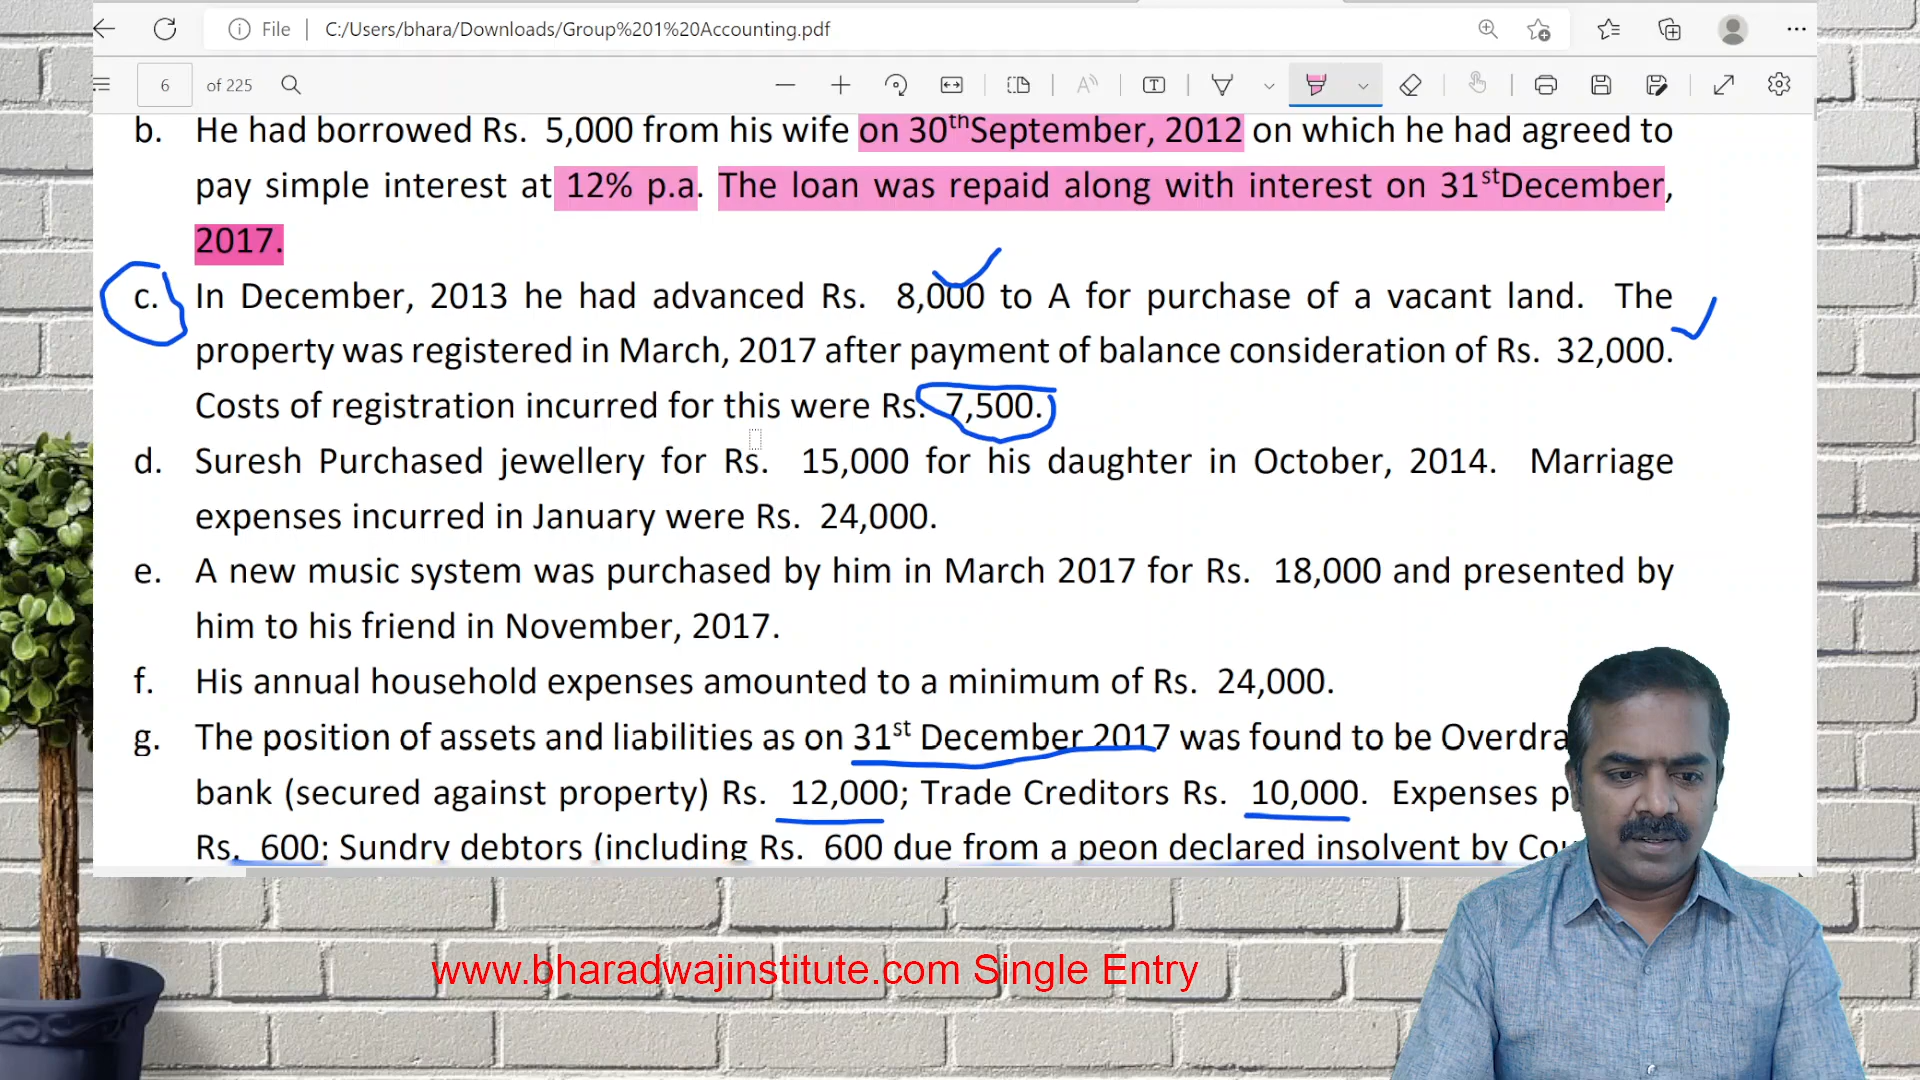 File | C:/Users/bhara/Downloads/Group%201%20Accounting.pdf
6 of 225
b. He had borrowed Rs. 5,000 from his wife on 30thSeptember, 2012 on which he had agreed to
pay simple interest at 12% p.a. The loan was repaid along with interest on 31stDecember,
2017.
c. In December, 2013 he had advanced Rs. 8,000 to A for purchase of a vacant land. The
property was registered in March, 2017 after payment of balance consideration of Rs. 32,000.
Costs of registration incurred for this were Rs. 7,500.
d. Suresh Purchased jewellery for Rs. 15,000 for his daughter in October, 2014. Marriage
expenses incurred in January were Rs. 24,000.
e. A new music system was purchased by him in March 2017 for Rs. 18,000 and presented by
him to his friend in November, 2017.
f. His annual household expenses amounted to a minimum of Rs. 24,000.
g. The position of assets and liabilities as on 31st December 2017 was found to be
bank (secured against property) Rs. 12,000; Trade Creditors Rs. 10,000. Expenses
Rs. 600; Sundry debtors (including Rs. 600 due from a peon declared insolvent by
www.bharadwajinstitute.com Single Entry